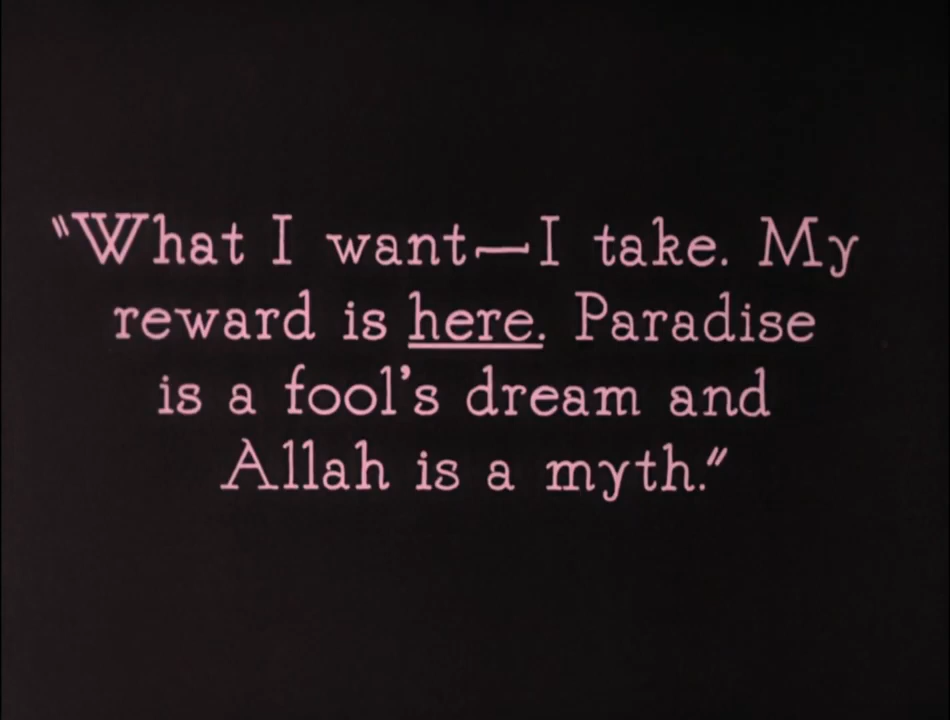 "What I want—I take. My
reward is here. Paradise
is a fool's dream and
Allah is a myth."